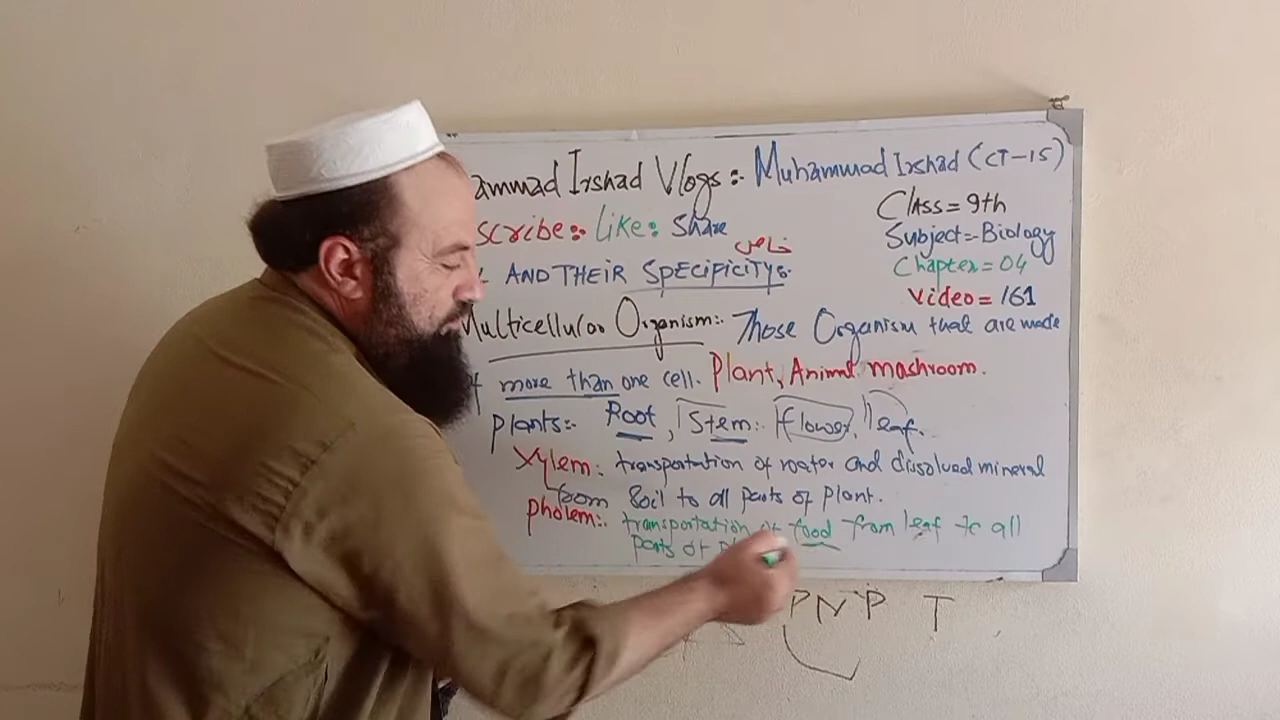 ammad Irshad Vlogs:- Muhammad Irshad (CT-15)
scribe: Like: Share
Class = 9th
Subject:- Biology
Chapter = 04
Video = 161
خاص
AND THEIR SPECIFICITYS.
Multicellular Organism:- Those Organism that are made
f more than one cell. Plant, Animal mashroom.
plants:- Root, Stem: flower, leaf.
Xylem: transportation of water and dissolved mineral
from Soil to all parts of plant.
pholem:- transportation of food from leaf to all
parts of pl
PNP T